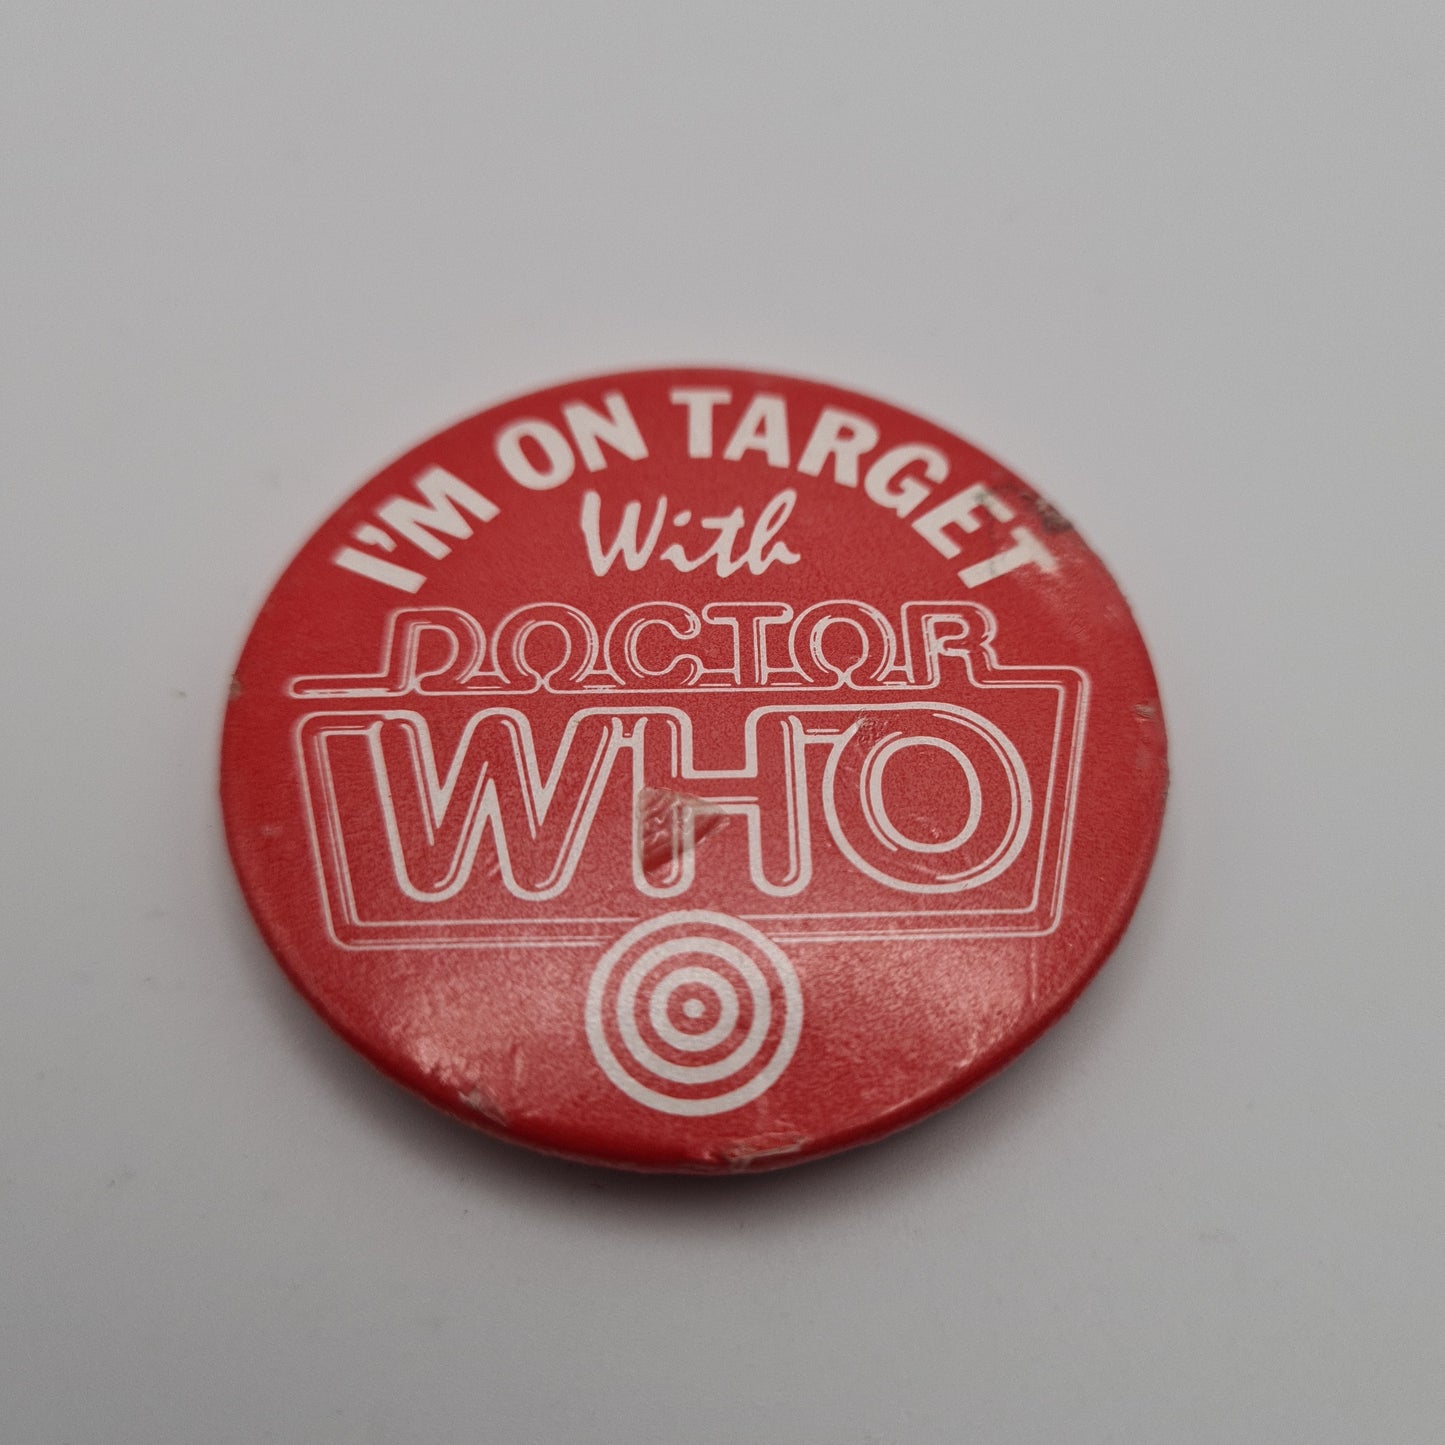 I'M ON TARGET
With
DOCTOR
WHO